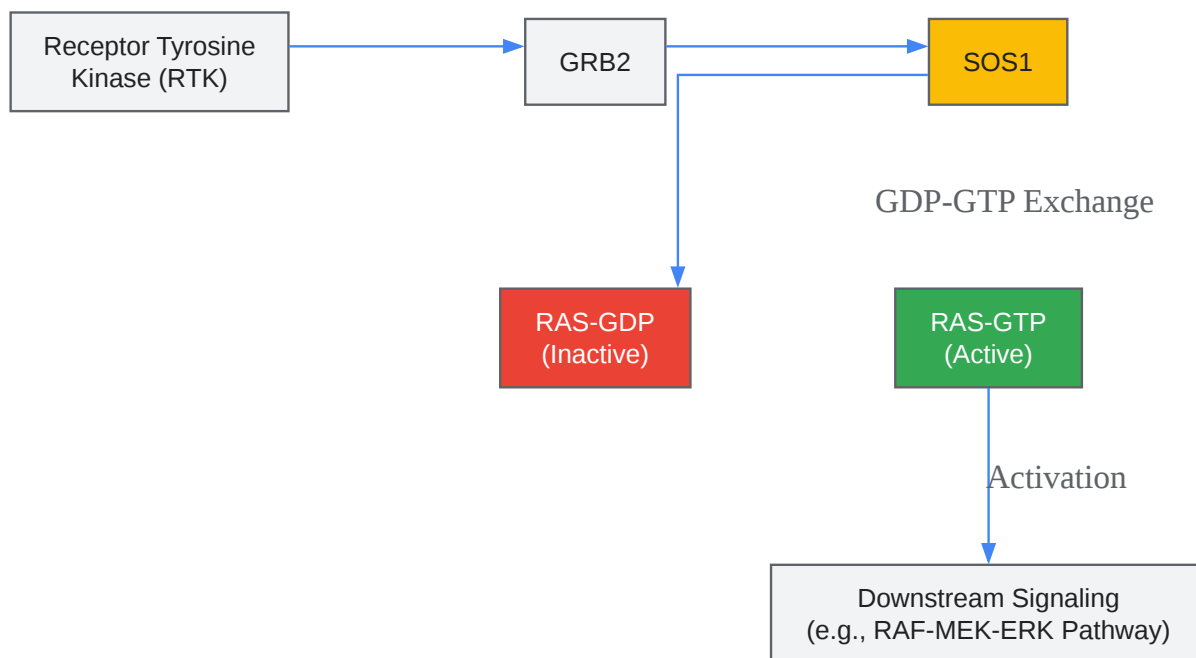 Receptor Tyrosine
Kinase (RTK)
GRB2
SOS1
GDP-GTP Exchange
RAS-GDP
(Inactive)
RAS-GTP
(Active)
Activation
Downstream Signaling
(e.g., RAF-MEK-ERK Pathway)